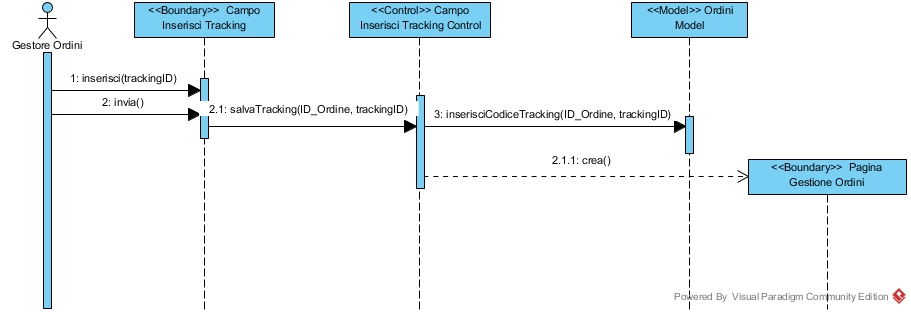 <<Boundary>> Campo
Inserisci Tracking
<<Control>> Campo
Inserisci Tracking Control
<<Model>> Ordini
Model
Gestore Ordini
1: inserisci(trackingID)
2: invia()
2.1: salvaTracking(ID_Ordine, trackingID)
3: inserisciCodiceTracking(ID_Ordine, trackingID)
2.1.1: crea()
<<Boundary>> Pagina
Gestione Ordini
Powered By Visual Paradigm Community Edition